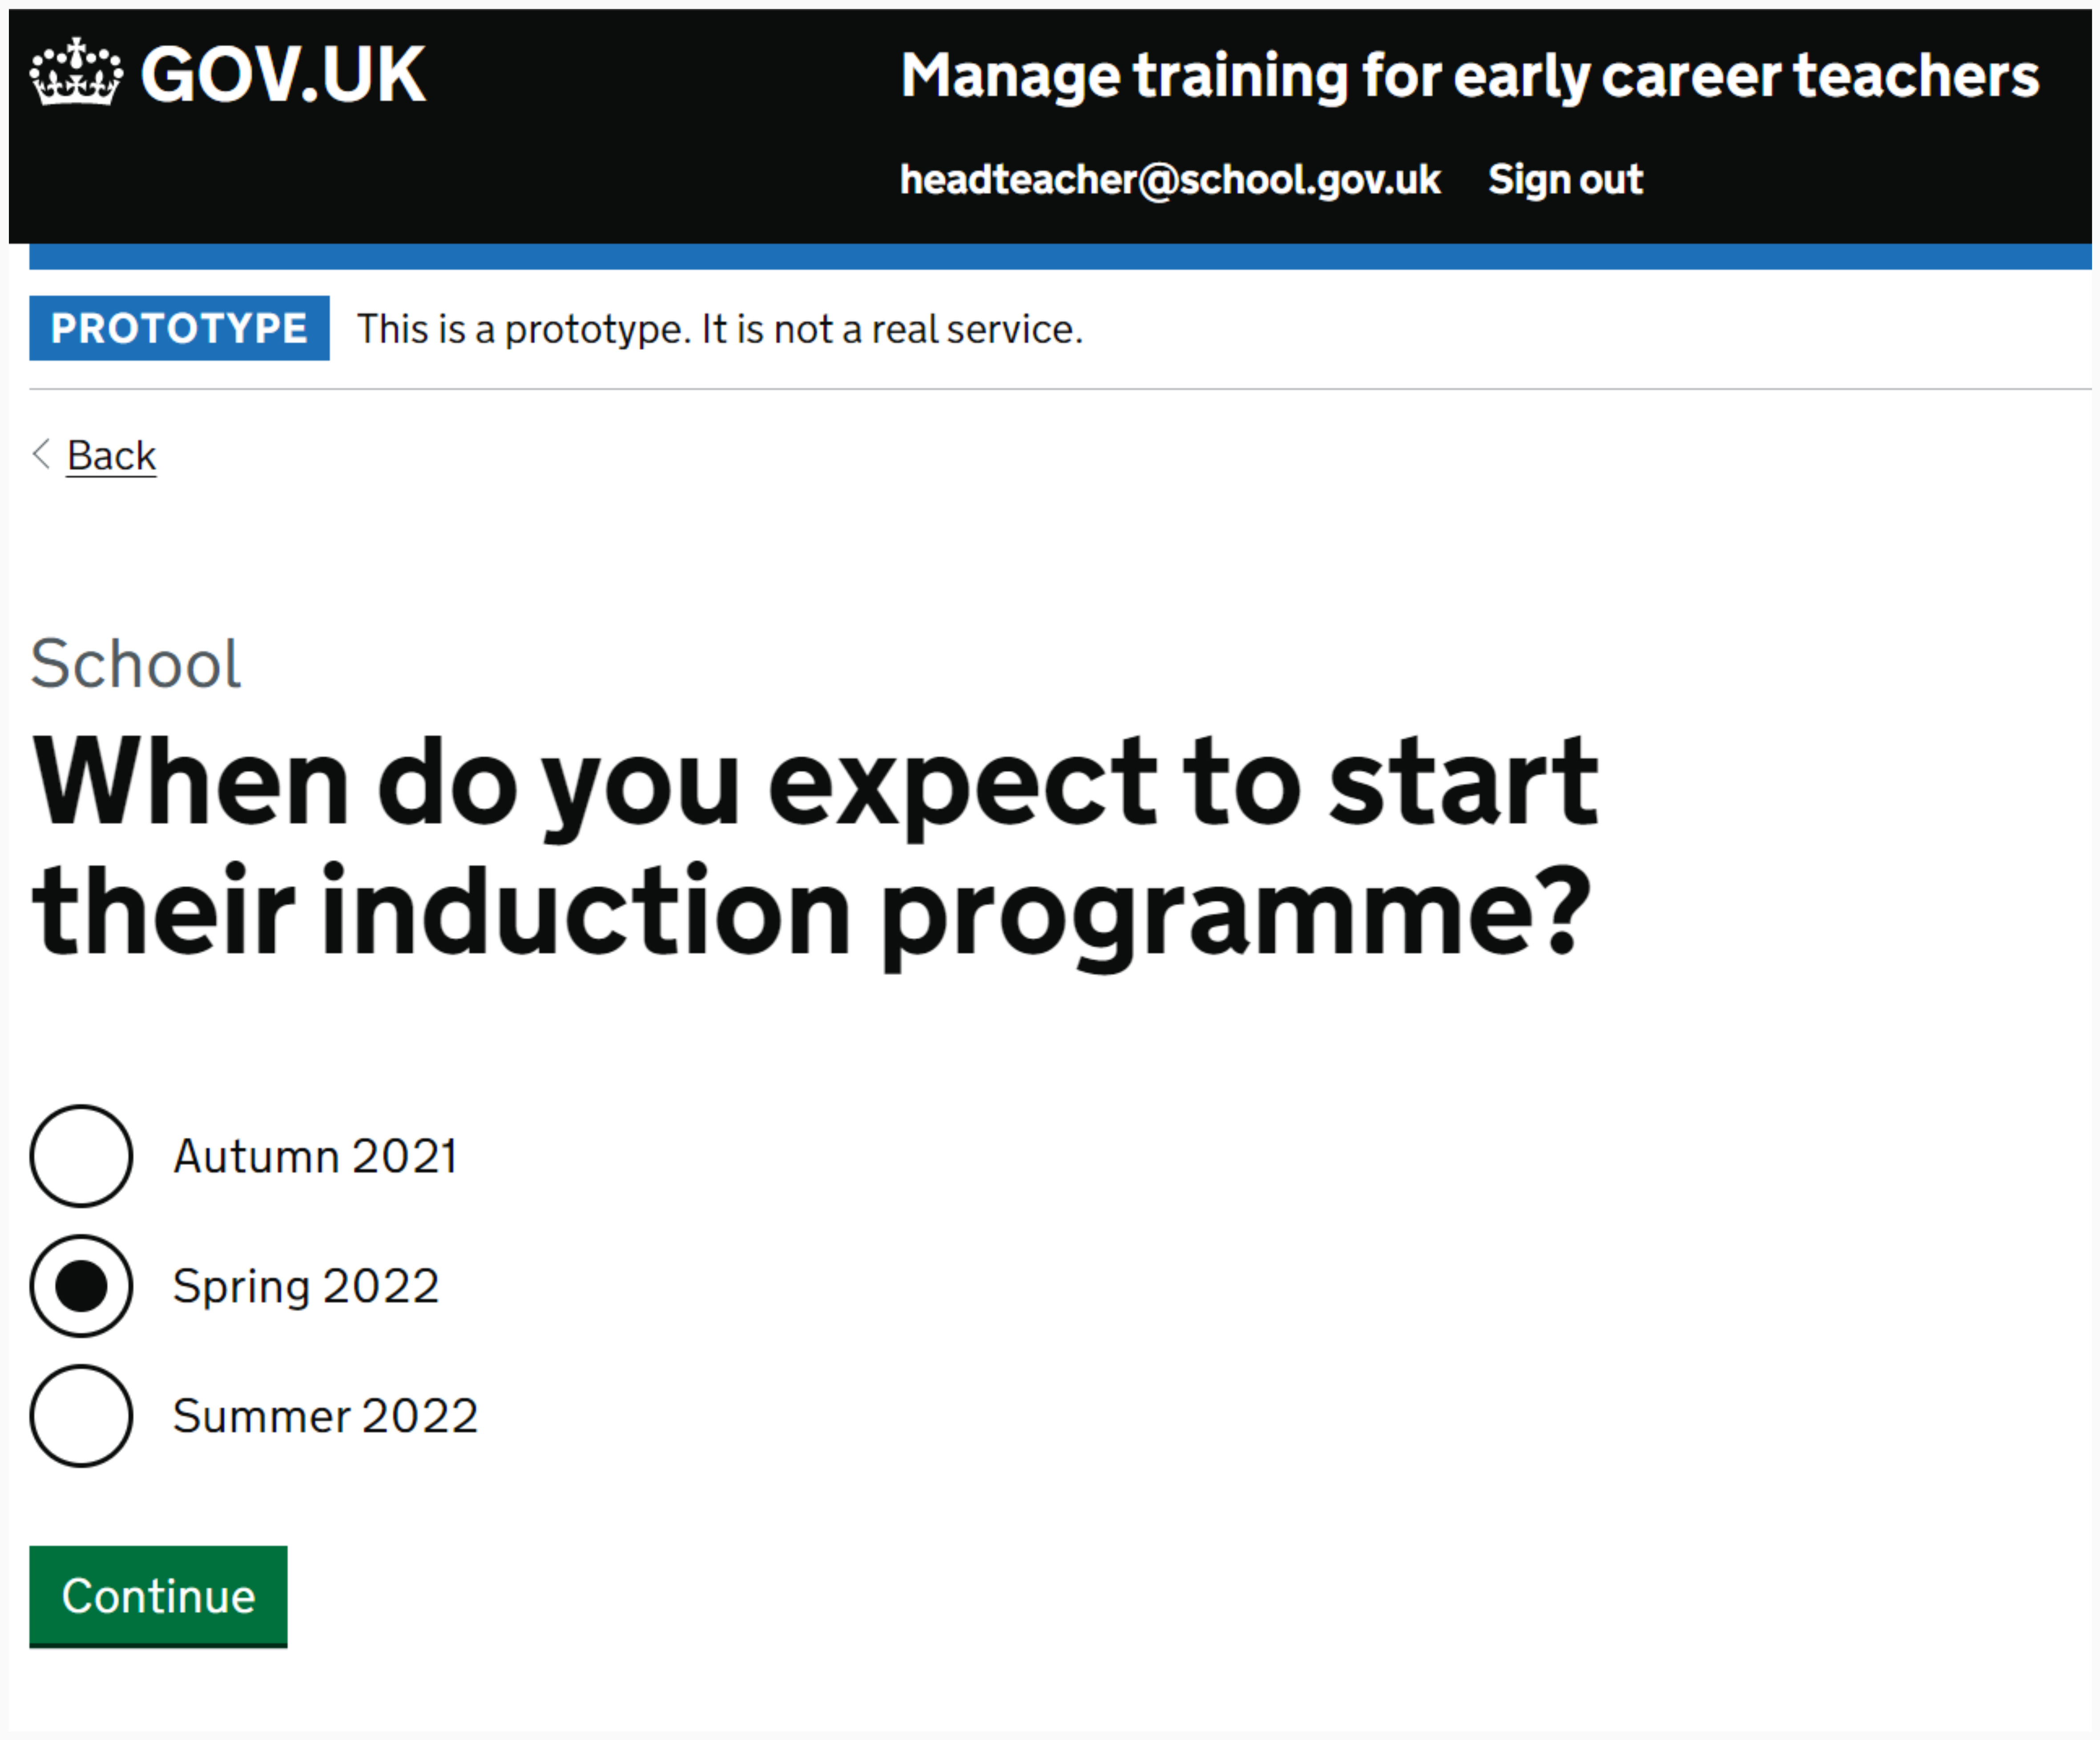 GOV.UK
Manage training for early career teachers
headteacher@school.gov.uk Sign out
PROTOTYPE This is a prototype. It is not a real service.
Back
School
When do you expect to start
their induction programme?
Autumn 2021
Spring 2022
Summer 2022
Continue